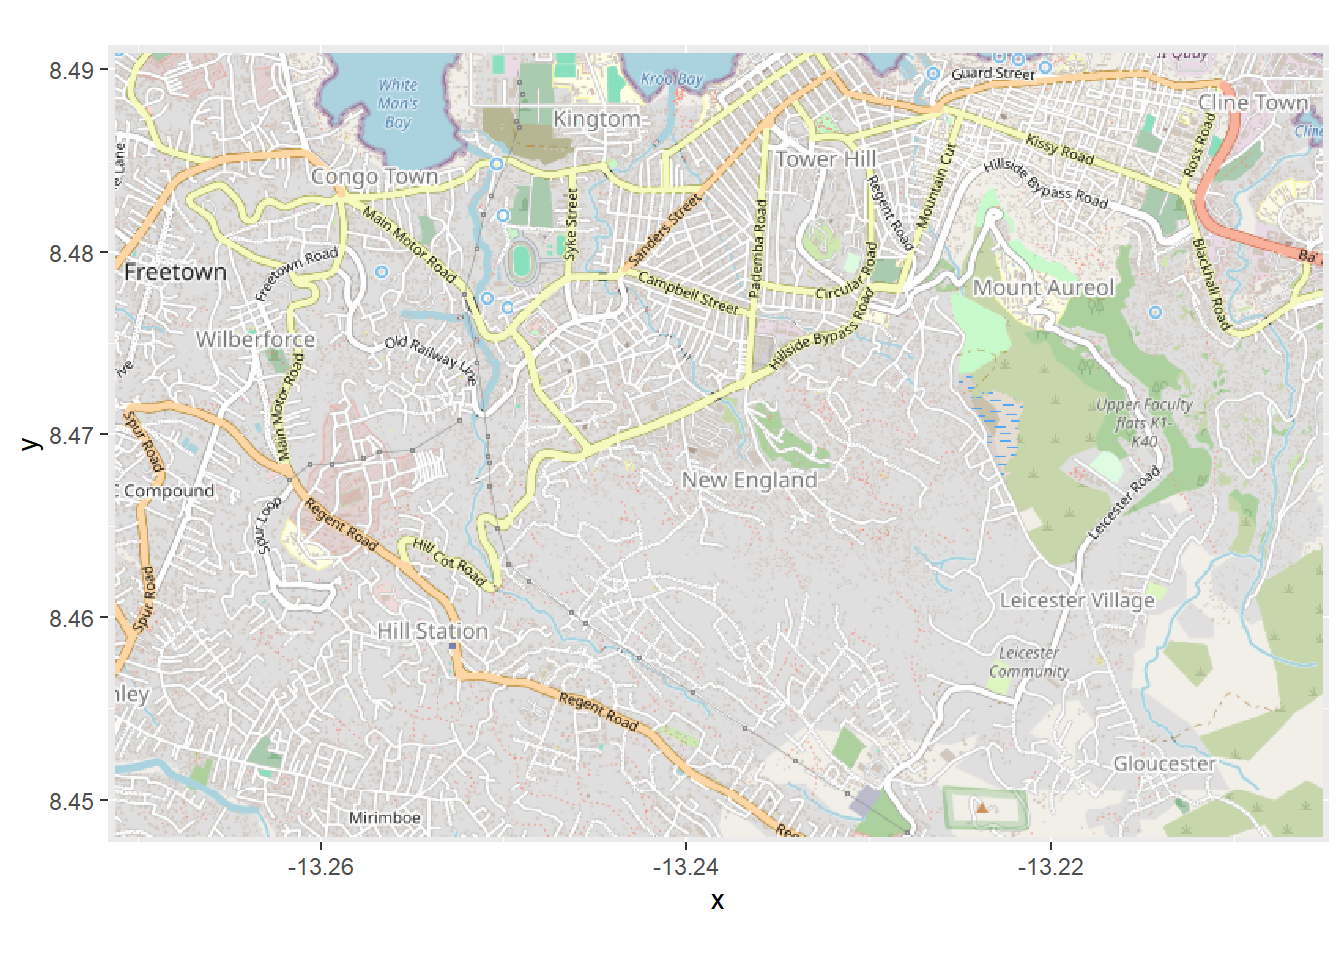 8.49
8.48
8.47
8.46
8.45
y
White
Man's
Bay
Kroo Bay
Guard Street
Cline Town
Kingtom
Kissy Road
Ross Road
Lane
Congo Town
Tower Hill
Mountain Cut
Hillside Bypass Road
Cline
Main Motor Road
Syke Street
Sanders Street
Pademba Road
Regent Road
Freetown
Freetown Road
Campbell Street
Circular Road
Mount Aureol
Blackhall Road
Wilberforce
Old Railway Line
Hillside Bypass Road
Main Motor Road
Spur Road
Upper Faculty
flats K1-
K40
New England
Compound
Spur Loop
Regent Road
Leicester Road
Hill Cot Road
Spur Road
Leicester Village
Hill Station
Leicester
Community
Regent Road
Gloucester
Mirimboe
-13.26
-13.24
-13.22
x